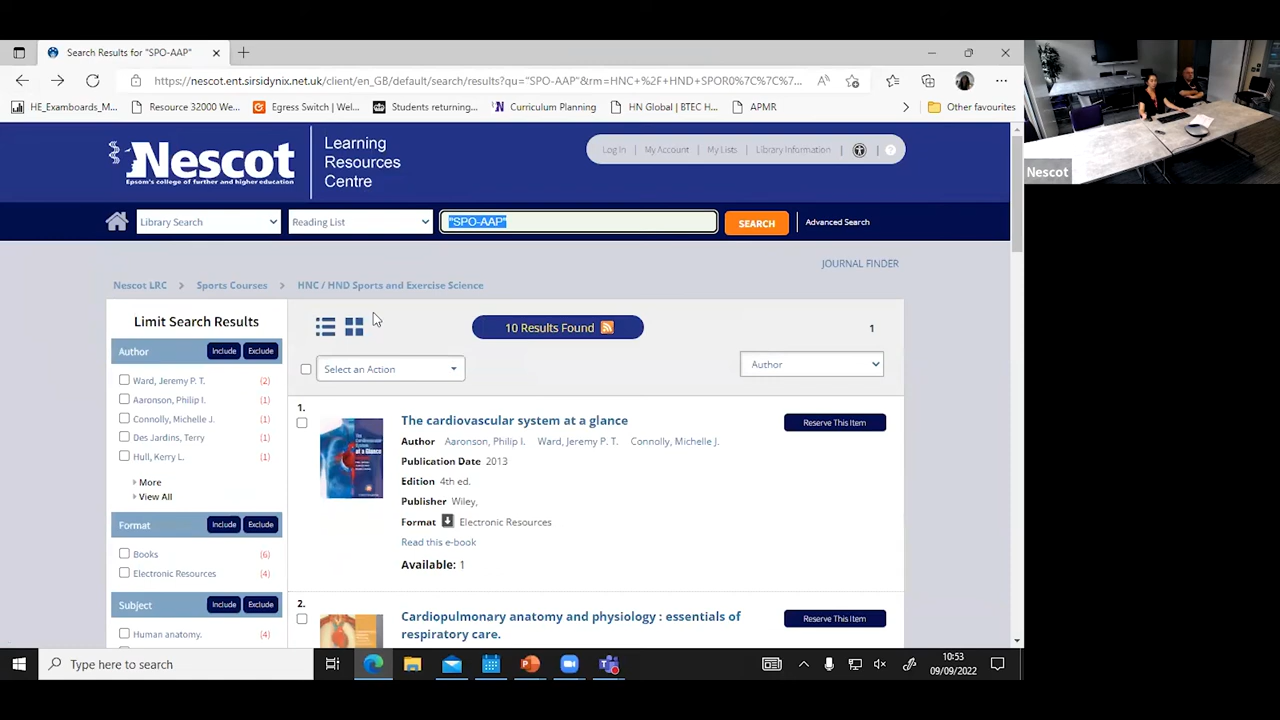 Search Results for "SPO-AAP"
https://nescot.ent.sirsidynix.net.uk/client/en_GB/default/search/results?qu="SPO-AAP"&rm=HNC+%2F+HND+SPOR0%7C%7C%7...
HE_Examboards_M... Resource 32000 We... Egress Switch | Wel... Students returning... Curriculum Planning HN Global | BTEC H... APMR Other favourites
Nescot
Epsom's college of further and higher education
Learning
Resources
Centre
Log In My Account My Lists Library Information ?
Library Search Reading List "SPO-AAP" SEARCH Advanced Search
JOURNAL FINDER
Nescot LRC > Sports Courses > HNC / HND Sports and Exercise Science
Limit Search Results
Author Include Exclude
Ward, Jeremy P. T. (2)
Aaronson, Philip I. (1)
Connolly, Michelle J. (1)
Des Jardins, Terry (1)
Hull, Kerry L. (1)
More
View All
Format Include Exclude
Books (6)
Electronic Resources (4)
Subject Include Exclude
Human anatomy. (4)
10 Results Found 1
Select an Action Author
1.
The cardiovascular system at a glance Reserve This Item
Author Aaronson, Philip I. Ward, Jeremy P. T. Connolly, Michelle J.
Publication Date 2013
Edition 4th ed.
Publisher Wiley,
Format Electronic Resources
Read this e-book
Available: 1
2.
Cardiopulmonary anatomy and physiology : essentials of Reserve This Item
respiratory care.
Type here to search
10:53
09/09/2022
Nescot